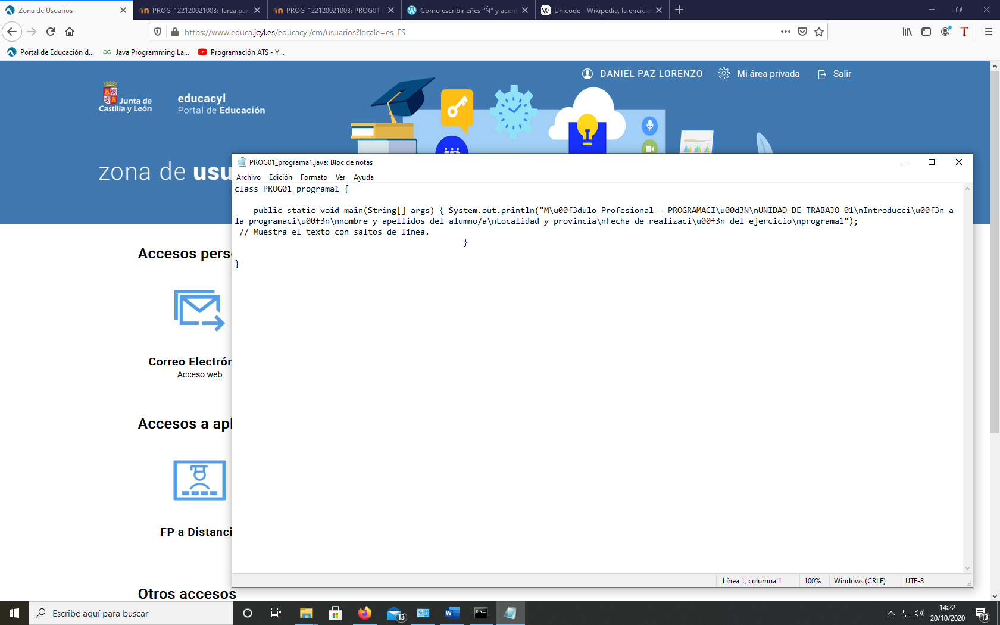 Zona de Usuarios
PROG_122120021003: Tarea par
PROG_122120021003: PROG01
Como escribir eñes “Ñ” y acent
Unicode - Wikipedia, la enciclo
https://www.educa.jcyl.es/educacyl/cm/usuarios?locale=es_ES
Portal de Educación d...
Java Programming La...
Programación ATS - Y...
DANIEL PAZ LORENZO
Mi área privada
Salir
Junta de
Castilla y León
educacyl
Portal de Educación
zona de usu
PROG01_programa1.java: Bloc de notas
Archivo Edición Formato Ver Ayuda
class PROG01_programa1 {
public static void main(String[] args) { System.out.println("M\u00f3dulo Profesional - PROGRAMACI\u00d3N\nUNIDAD DE TRABAJO 01\nIntroducci\u00f3n a
la programaci\u00f3n\n\nnombre y apellidos del alumno/a\nLocalidad y provincia\nFecha de realizaci\u00f3n del ejercicio\nprograma1");
// Muestra el texto con saltos de línea.
}
}
Accesos pers
Correo Electrón
Acceso web
Accesos a apl
FP a Distanci
Otros accesos
Línea 1, columna 1
100%
Windows (CRLF)
UTF-8
Escribe aquí para buscar
13
14:22
20/10/2020
13